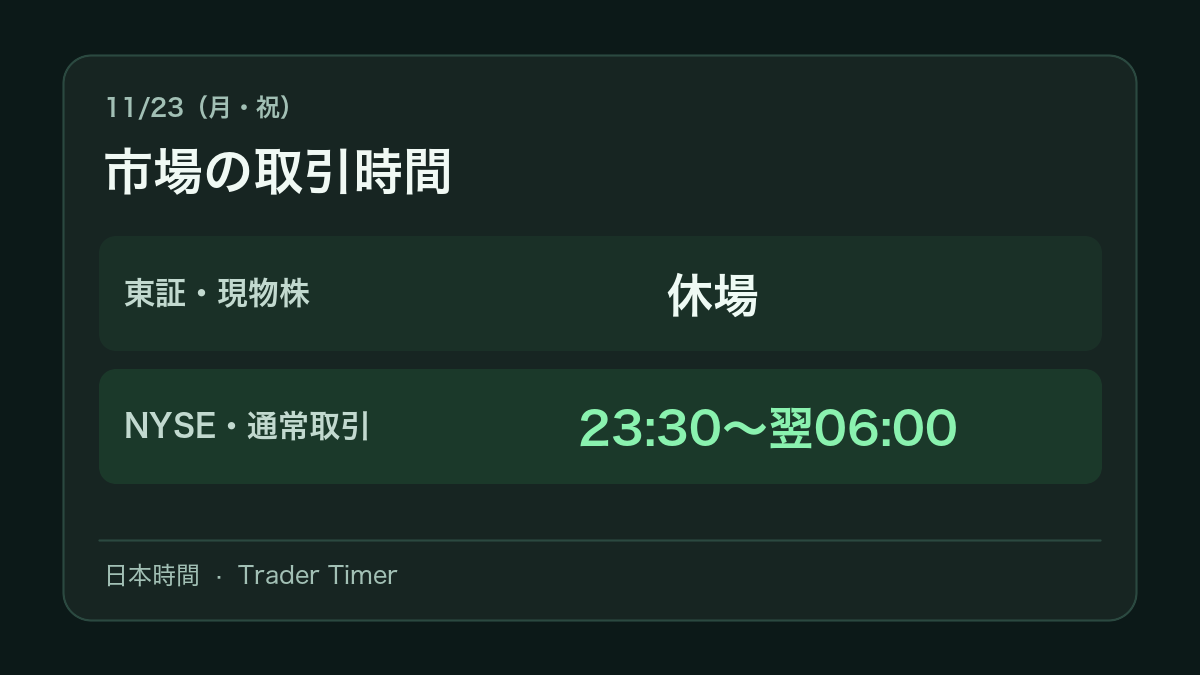 11/23（月・祝）
市場の取引時間
東証・現物株 休場
NYSE・通常取引 23:30〜翌06:00
日本時間 · Trader Timer